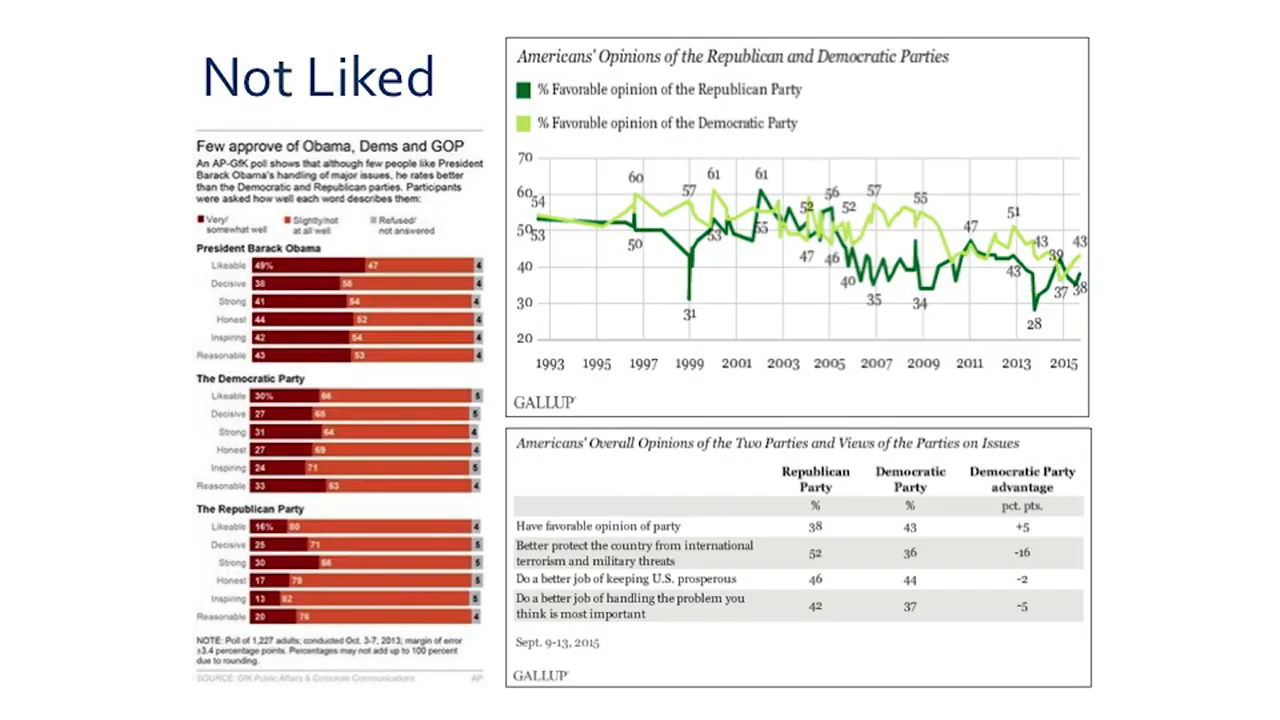 Not Liked
Few approve of Obama, Dems and GOP
An AP-GfK poll shows that although few people like President
Barack Obama's handling of major issues, he rates better
than the Democratic and Republican parties. Participants
were asked how well each word describes them:
Very/ Slightly/not Refused/
somewhat well at all well not answered
President Barack Obama
Likeable 49% 47 4
Decisive 38 58 4
Strong 41 54 4
Honest 44 52 4
Inspiring 42 54 4
Reasonable 43 53 4
The Democratic Party
Likeable 30% 66 5
Decisive 27 68 5
Strong 31 64 4
Honest 27 69 4
Inspiring 24 71 5
Reasonable 33 63 4
The Republican Party
Likeable 16% 80 4
Decisive 25 71 5
Strong 30 66 5
Honest 17 79 5
Inspiring 13 82 5
Reasonable 20 76 4
NOTE: Poll of 1,227 adults; conducted Oct. 3-7, 2013; margin of error
±3.4 percentage points. Percentages may not add up to 100 percent
due to rounding.
SOURCE: GfK Public Affairs & Corporate Communications AP
Americans' Opinions of the Republican and Democratic Parties
% Favorable opinion of the Republican Party
% Favorable opinion of the Democratic Party
70
60
50
40
30
20
54 60 57 61 61 52 56 52 57 55 47 51 43 39 43
53 50 31 53 55 47 46 40 35 34 43 28 37 38
1993 1995 1997 1999 2001 2003 2005 2007 2009 2011 2013 2015
GALLUP
Americans' Overall Opinions of the Two Parties and Views of the Parties on Issues
Republican Democratic Democratic Party
Party Party advantage
% % pct. pts.
Have favorable opinion of party 38 43 +5
Better protect the country from international
terrorism and military threats 52 36 -16
Do a better job of keeping U.S. prosperous 46 44 -2
Do a better job of handling the problem you
think is most important 42 37 -5
Sept. 9-13, 2015
GALLUP